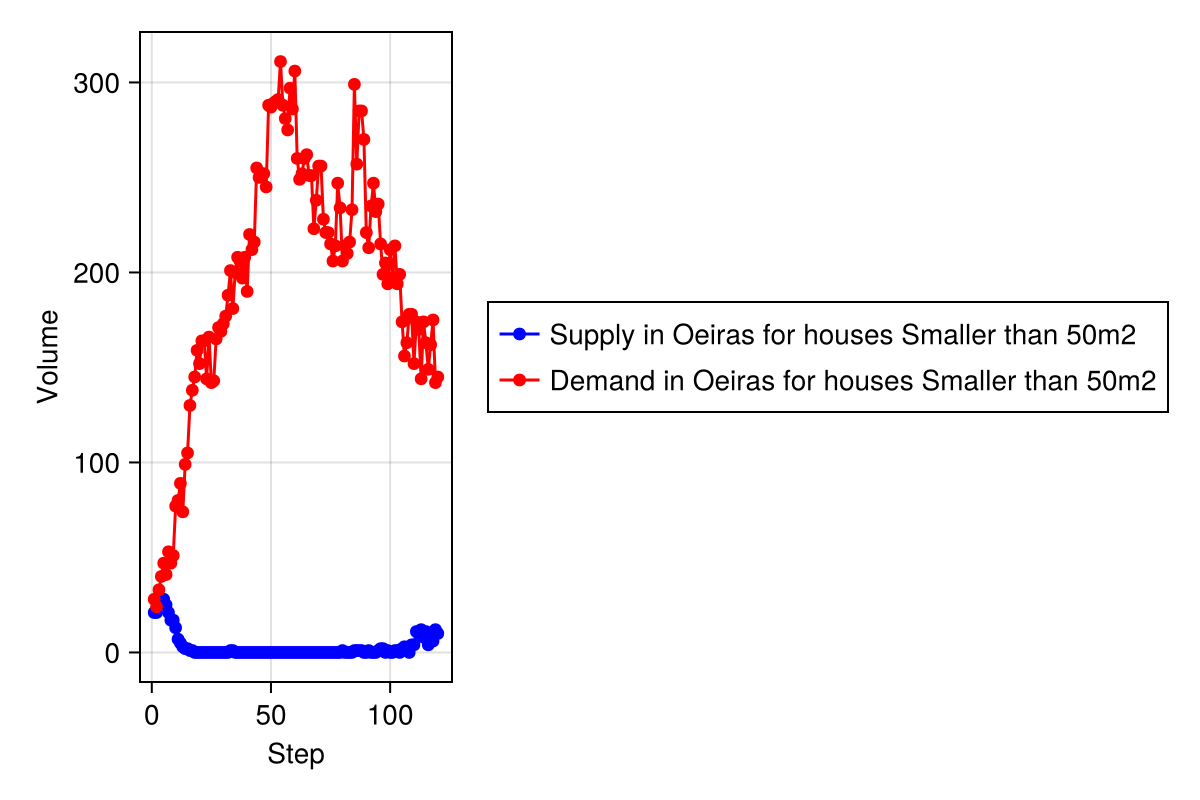 300
200
100
0
Volume
0 50 100
Step
Supply in Oeiras for houses Smaller than 50m2
Demand in Oeiras for houses Smaller than 50m2